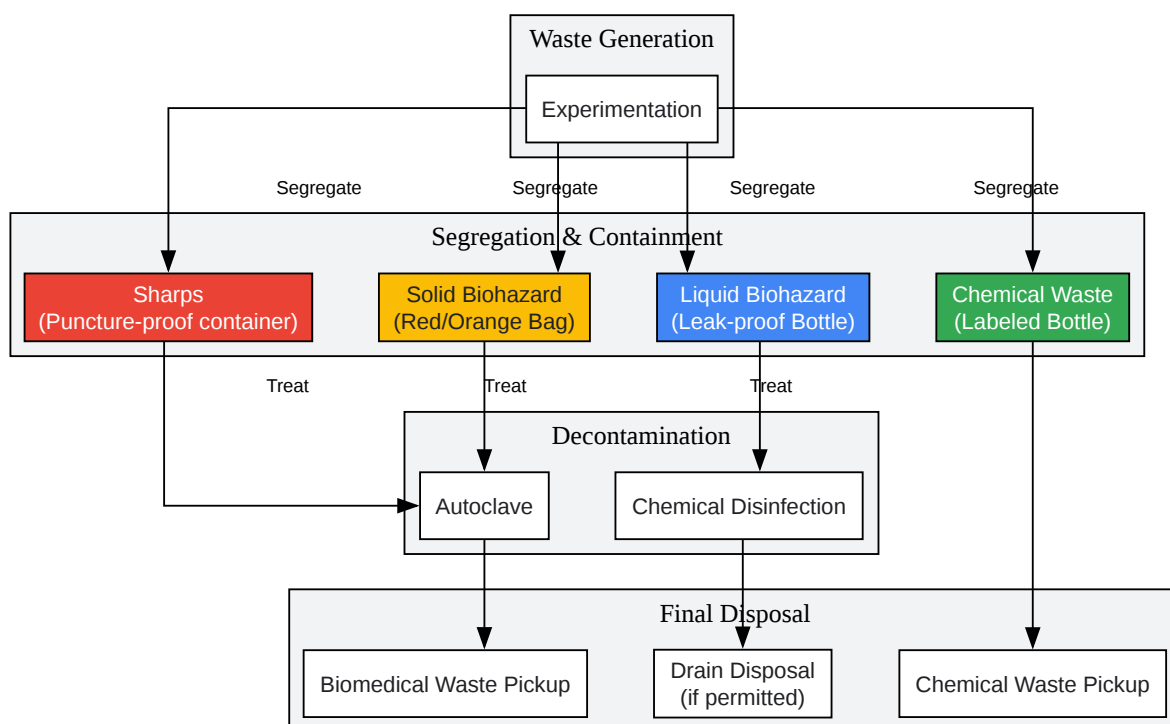 Waste Generation
Experimentation
Segregate
Segregate
Segregate
Segregate
Segregation & Containment
Sharps
(Puncture-proof container)
Solid Biohazard
(Red/Orange Bag)
Liquid Biohazard
(Leak-proof Bottle)
Chemical Waste
(Labeled Bottle)
Treat
Treat
Treat
Decontamination
Autoclave
Chemical Disinfection
Final Disposal
Biomedical Waste Pickup
Drain Disposal
(if permitted)
Chemical Waste Pickup